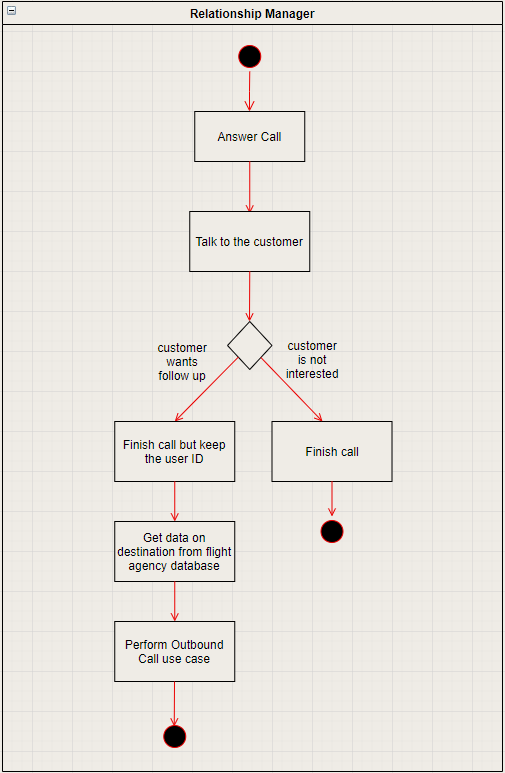 Relationship Manager
Answer Call
Talk to the customer
customer
wants
follow up
customer
is not
interested
Finish call but keep
the user ID
Finish call
Get data on
destination from flight
agency database
Perform Outbound
Call use case